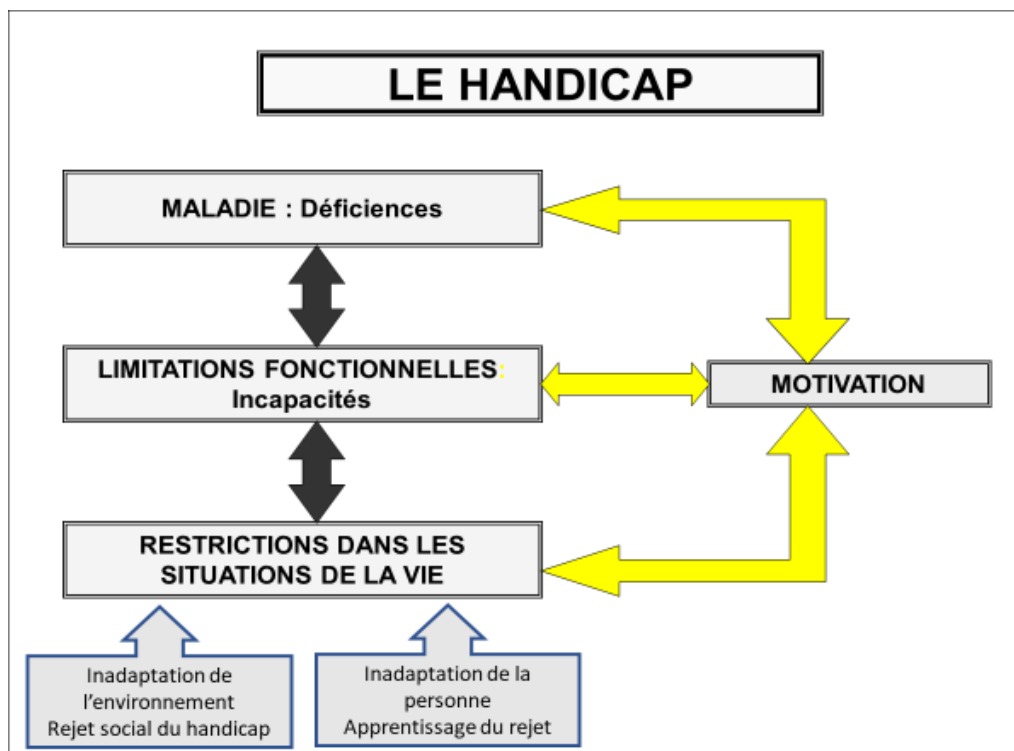 LE HANDICAP
MALADIE : Déficiences
LIMITATIONS FONCTIONNELLES:
Incapacités
MOTIVATION
RESTRICTIONS DANS LES
SITUATIONS DE LA VIE
Inadaptation de
l’environnement
Rejet social du handicap
Inadaptation de la
personne
Apprentissage du rejet